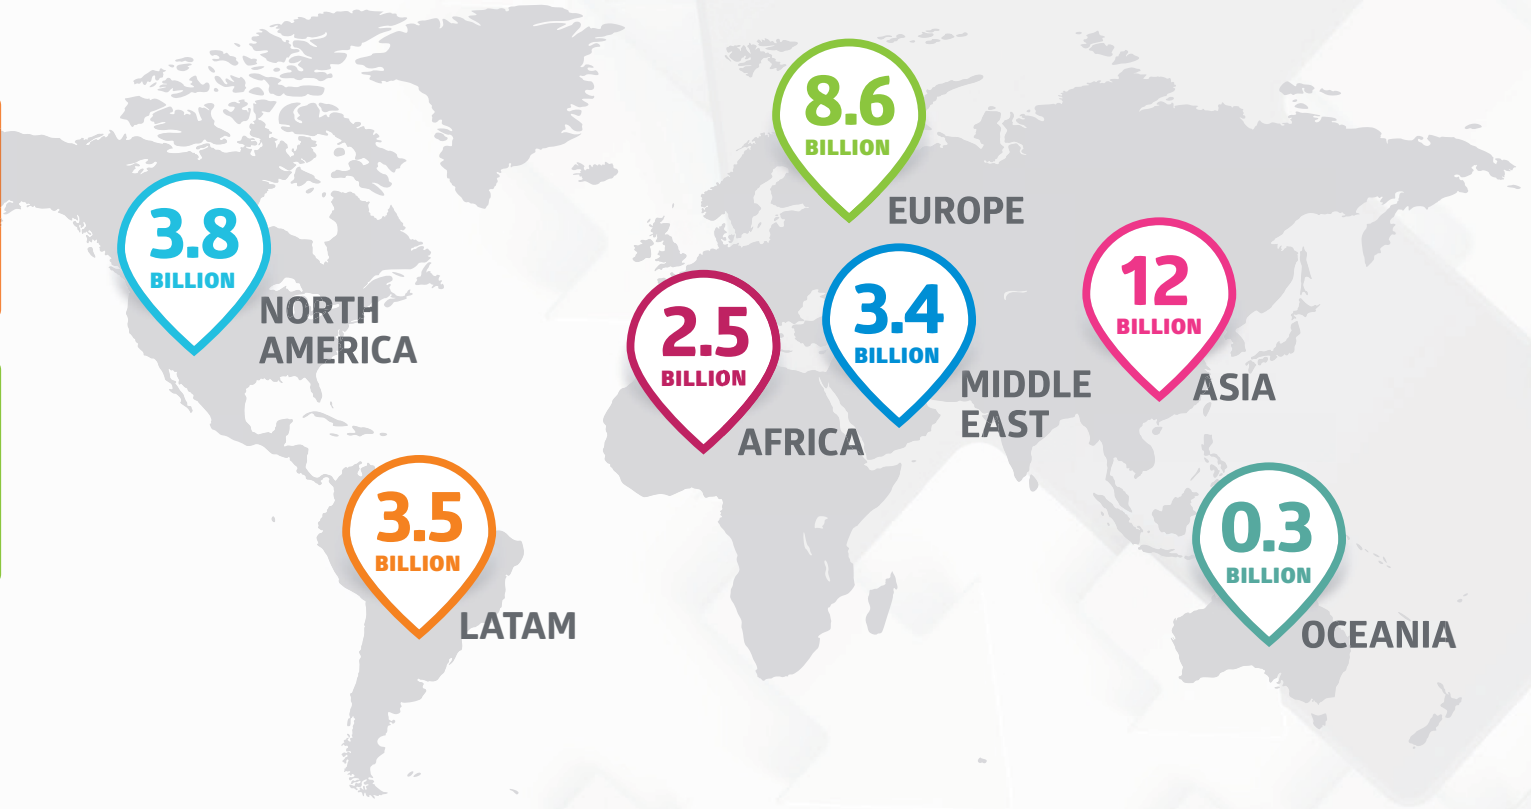 8.6
BILLION
EUROPE
3.8
BILLION
NORTH
AMERICA
2.5
BILLION
AFRICA
3.4
BILLION
MIDDLE
EAST
12
BILLION
ASIA
3.5
BILLION
LATAM
0.3
BILLION
OCEANIA